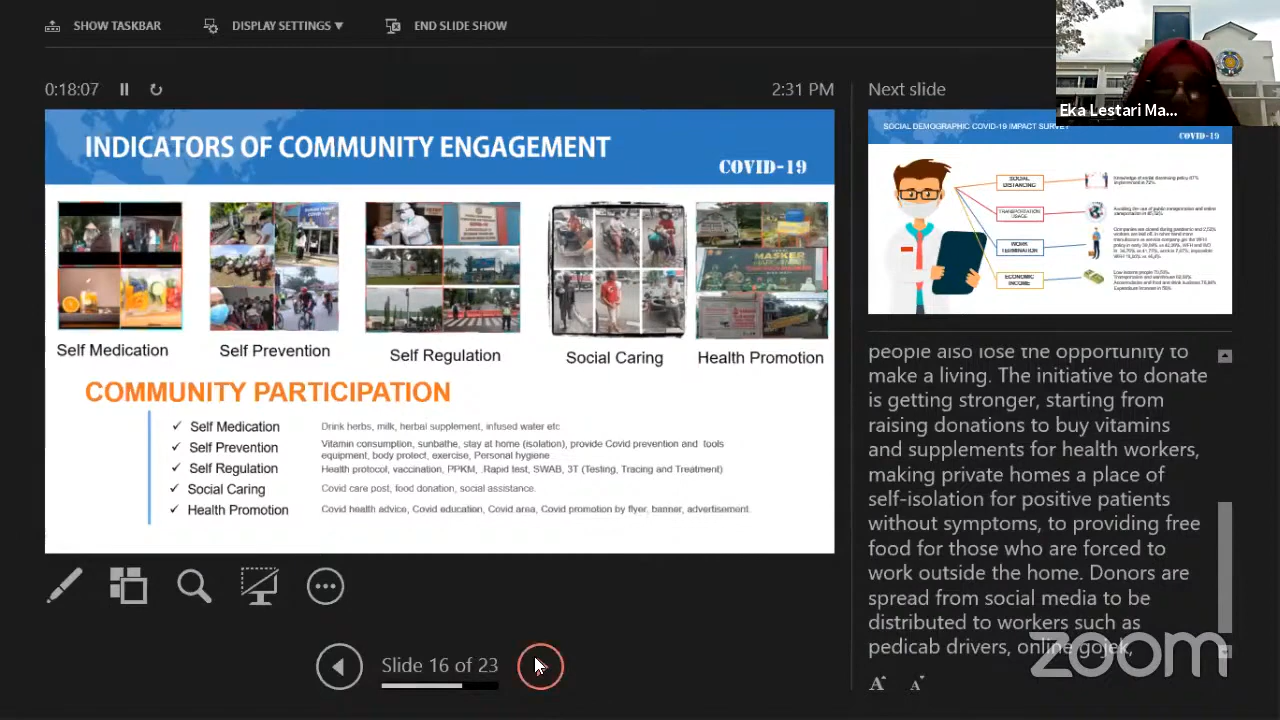 SHOW TASKBAR
DISPLAY SETTINGS ▼
END SLIDE SHOW
Eka Lestari Ma...
0:18:07
2:31 PM
Next slide
INDICATORS OF COMMUNITY ENGAGEMENT
COVID-19
Self Medication
Self Prevention
Self Regulation
Social Caring
Health Promotion
MASKER
COMMUNITY PARTICIPATION
✓ Self Medication Drink herbs, milk, herbal supplement, infused water etc
✓ Self Prevention Vitamin consumption, sunbathe, stay at home (isolation), provide Covid prevention and tools
equipment, body protect, exercise, Personal hygiene
✓ Self Regulation Health protocol, vaccination, PPKM, .Rapid test, SWAB, 3T (Testing, Tracing and Treatment)
✓ Social Caring Covid care post, food donation, social assistance.
✓ Health Promotion Covid health advice, Covid education, Covid area, Covid promotion by flyer, banner, advertisement.
SOCIAL DEMOGRAPHIC COVID-19 IMPACT SURVEY
COVID-19
SOCIAL
DISTANCING
TRANSPORTATION
USAGE
WORK
TERMINATION
ECONOMIC
INCOME
people also lose the opportunity to
make a living. The initiative to donate
is getting stronger, starting from
raising donations to buy vitamins
and supplements for health workers,
making private homes a place of
self-isolation for positive patients
without symptoms, to providing free
food for those who are forced to
work outside the home. Donors are
spread from social media to be
distributed to workers such as
pedicab drivers, online gojek,
Slide 16 of 23
zoom
A A